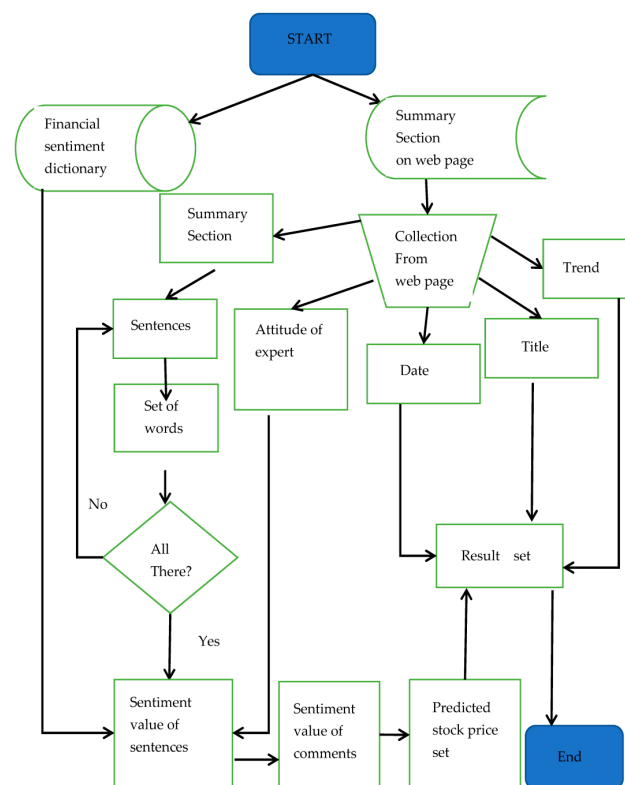 START
Financial
sentiment
dictionary
Summary
Section
on web page
Summary
Section
Collection
From
web page
Trend
Sentences
Attitude of
expert
Date
Title
Set of
words
No
All
There?
Result set
Yes
Sentiment
value of
sentences
Sentiment
value of
comments
Predicted
stock price
set
End